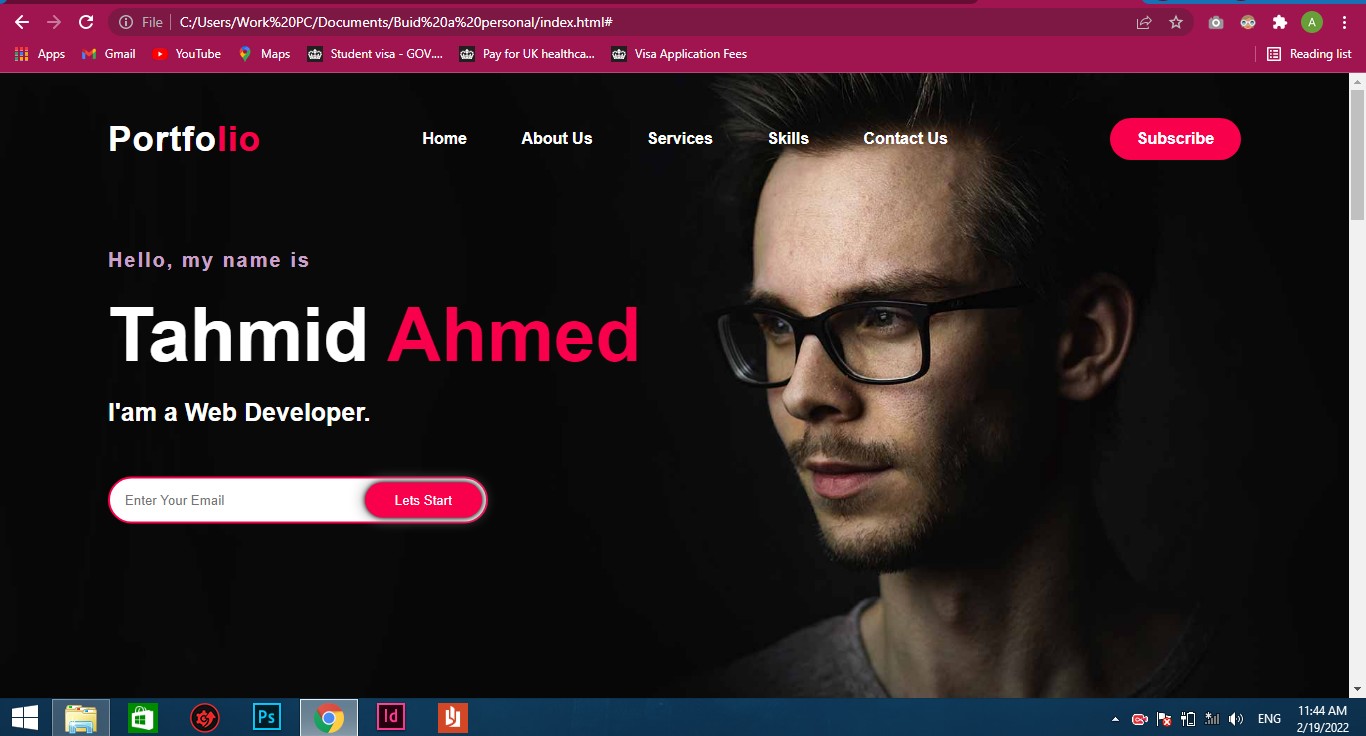 File
C:/Users/Work%20PC/Documents/Buid%20a%20personal/index.html#
A
Apps
Gmail
YouTube
Maps
Student visa - GOV....
Pay for UK healthca...
Visa Application Fees
Reading list
Portfolio
Home
About Us
Services
Skills
Contact Us
Subscribe
Hello, my name is
Tahmid Ahmed
I'am a Web Developer.
Enter Your Email
Lets Start
Ps
Id
ENG
11:44 AM
2/19/2022